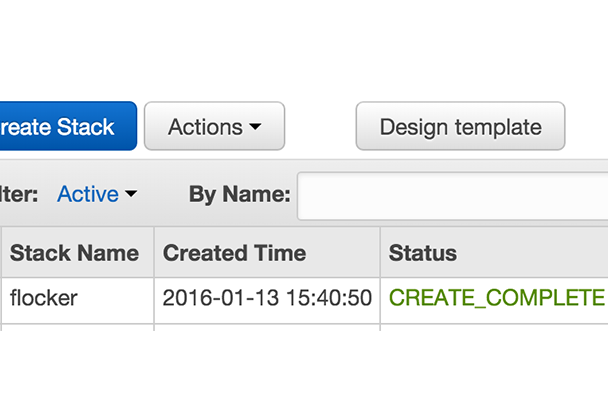 reate Stack Actions Design template
lter: Active By Name:
Stack Name Created Time Status
flocker 2016-01-13 15:40:50 CREATE_COMPLETE